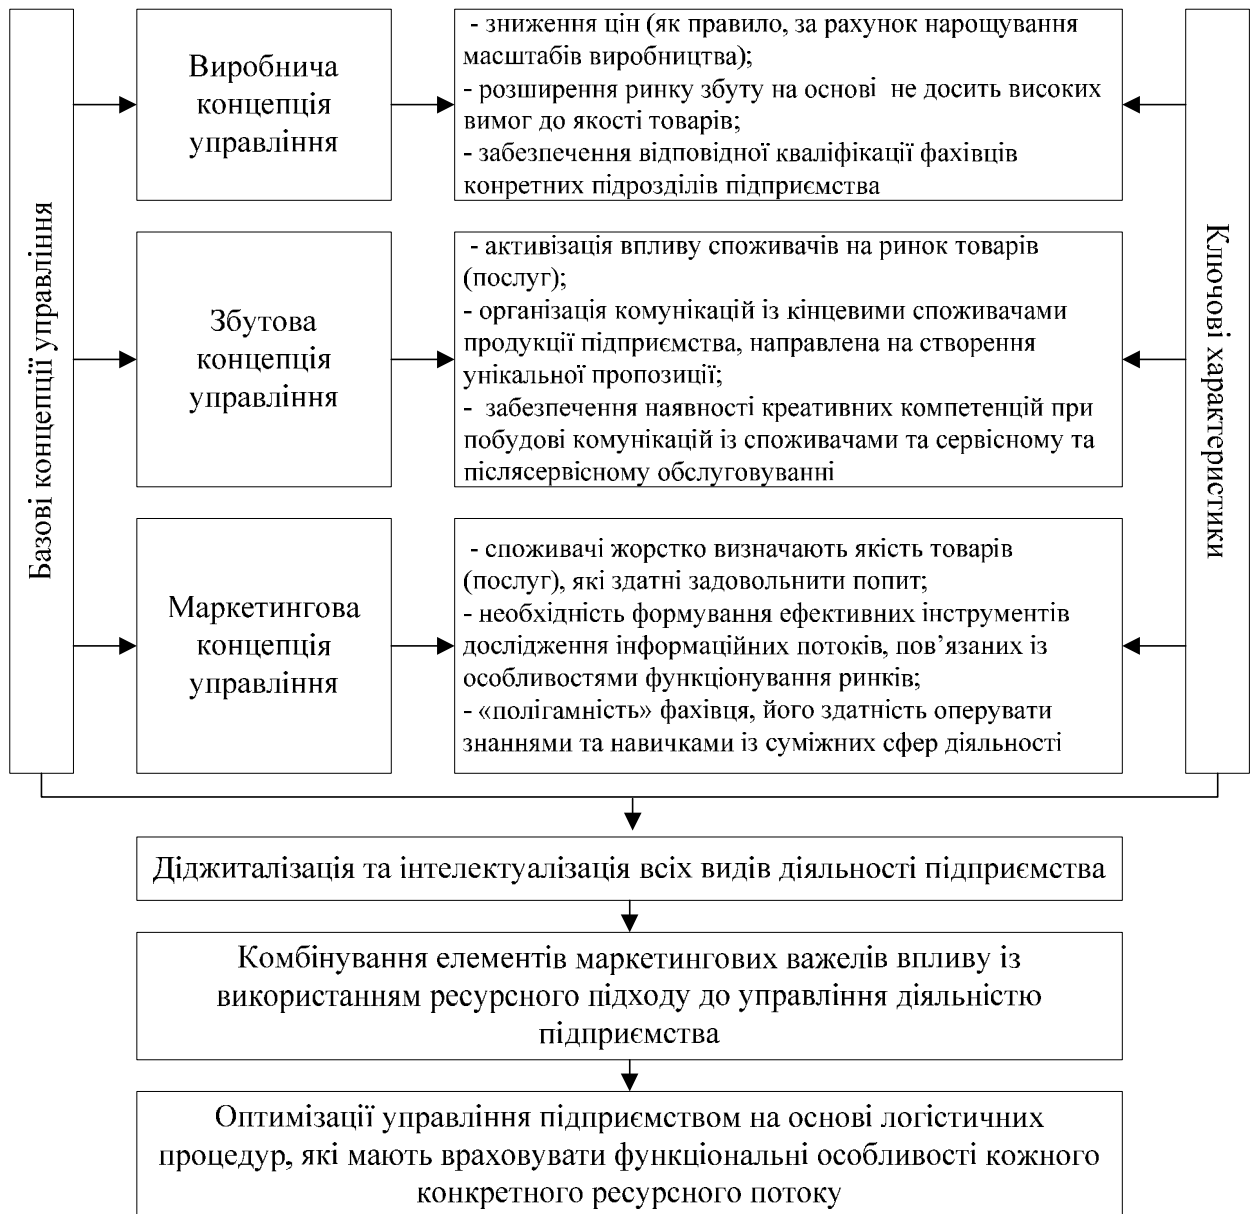 Базові концепції управління
Виробнича
концепція
управління
- зниження цін (як правило, за рахунок нарощування
масштабів виробництва);
- розширення ринку збуту на основі не досить високих
вимог до якості товарів;
- забезпечення відповідної кваліфікації фахівців
конретних підрозділів підприємства
Збутова
концепція
управління
- активізація впливу споживачів на ринок товарів
(послуг);
- організація комунікацій із кінцевими споживачами
продукції підприємства, направлена на створення
унікальної пропозиції;
- забезпечення наявності креативних компетенцій при
побудові комунікацій із споживачами та сервісному та
післясервісному обслуговуванні
Маркетингова
концепція
управління
- споживачі жорстко визначають якість товарів
(послуг), які здатні задовольнити попит;
- необхідність формування ефективних інструментів
дослідження інформаційних потоків, пов’язаних із
особливостями функціонування ринків;
- «полігамність» фахівця, його здатність оперувати
знаннями та навичками із суміжних сфер діяльності
Ключові характеристики
Діджиталізація та інтелектуалізація всіх видів діяльності підприємства
Комбінування елементів маркетингових важелів впливу із
використанням ресурсного підходу до управління діяльністю
підприємства
Оптимізації управління підприємством на основі логістичних
процедур, які мають враховувати функціональні особливості кожного
конкретного ресурсного потоку